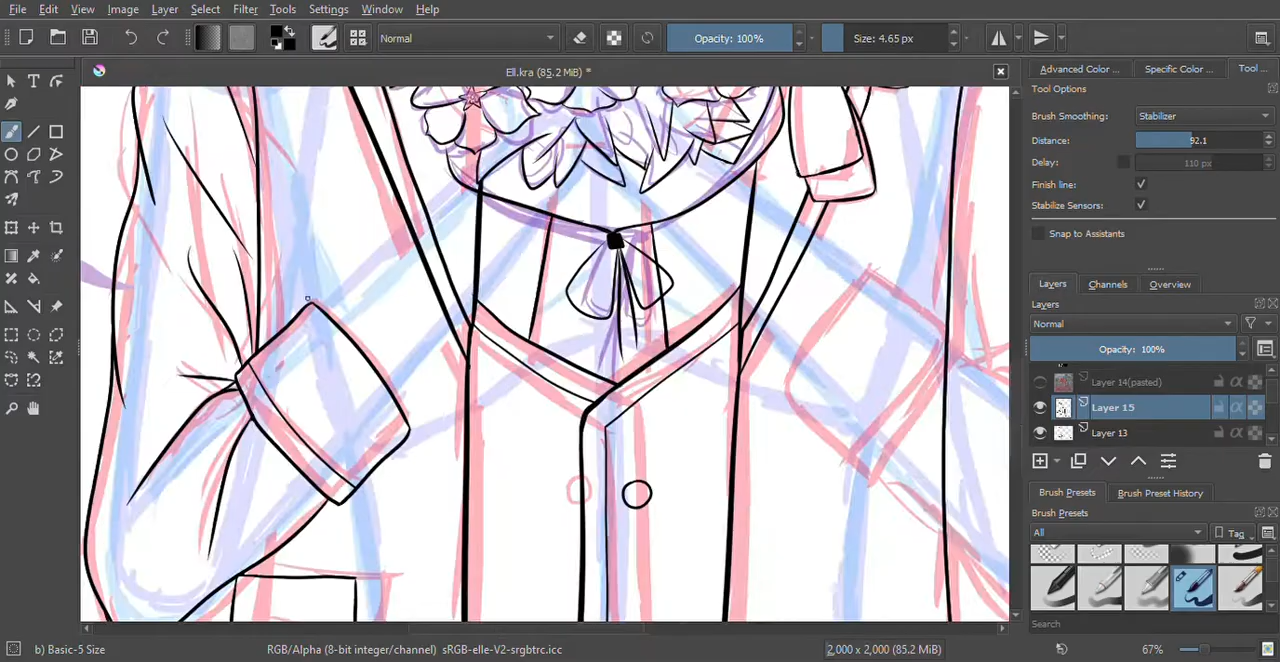 File Edit View Image Layer Select Filter Tools Settings Window Help
Normal Opacity: 100% Size: 4.65 px
Ell.kra (85.2 MiB) *
Advanced Color ... Specific Color ... Tool ...
Tool Options
Brush Smoothing: Stabilizer
Distance: 92.1
Delay: 110 px
Finish line:
Stabilize Sensors:
Snap to Assistants
Layers Channels Overview
Layers
Normal
Opacity: 100%
Layer 14(pasted)
Layer 15
Layer 13
Brush Presets Brush Preset History
Brush Presets
All Tag
Search
b) Basic-5 Size sRGB/Alpha (8-bit integer/channel) sRGB-elle-V2-srgbtrc.icc 2,000 x 2,000 (85.2 MiB) 67%